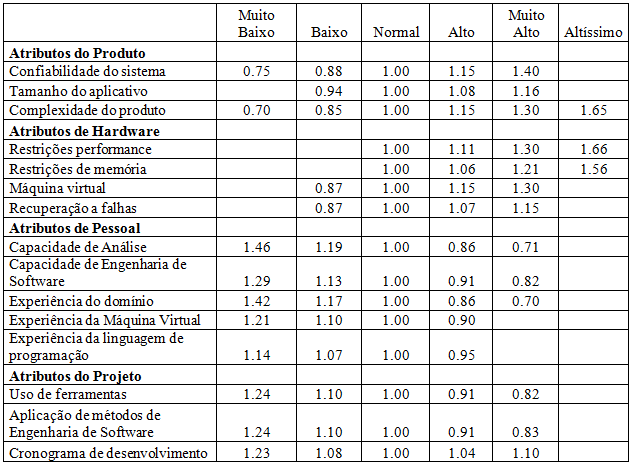 Muito Baixo Baixo Normal Alto Muito Alto Altíssimo
Atributos do Produto
Confiabilidade do sistema 0.75 0.88 1.00 1.15 1.40
Tamanho do aplicativo 0.94 1.00 1.08 1.16
Complexidade do produto 0.70 0.85 1.00 1.15 1.30 1.65
Atributos de Hardware
Restrições performance 1.00 1.11 1.30 1.66
Restrições de memória 1.00 1.06 1.21 1.56
Máquina virtual 0.87 1.00 1.15 1.30
Recuperação a falhas 0.87 1.00 1.07 1.15
Atributos de Pessoal
Capacidade de Análise 1.46 1.19 1.00 0.86 0.71
Capacidade de Engenharia de
Software 1.29 1.13 1.00 0.91 0.82
Experiência do domínio 1.42 1.17 1.00 0.86 0.70
Experiência da Máquina Virtual 1.21 1.10 1.00 0.90
Experiência da linguagem de
programação 1.14 1.07 1.00 0.95
Atributos do Projeto
Uso de ferramentas 1.24 1.10 1.00 0.91 0.82
Aplicação de métodos de
Engenharia de Software 1.24 1.10 1.00 0.91 0.83
Cronograma de desenvolvimento 1.23 1.08 1.00 1.04 1.10